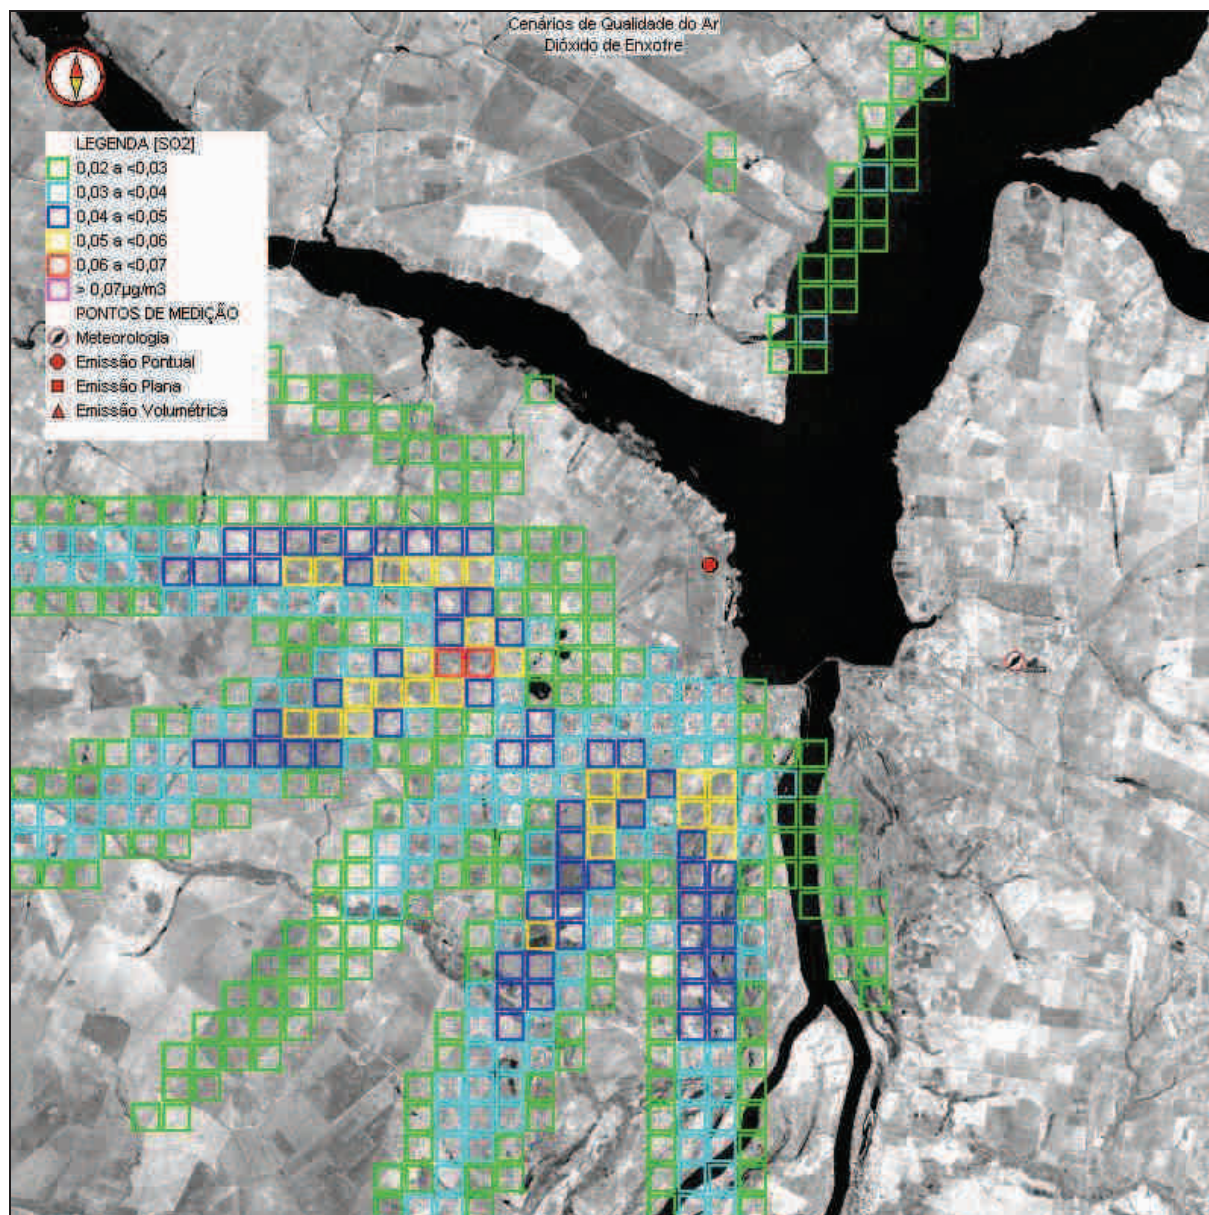 Cenários de Qualidade do Ar
Dióxido de Enxofre
LEGENDA [SO2]
0,02 a <0,03
0,03 a <0,04
0,04 a <0,05
0,05 a <0,06
0,06 a <0,07
> 0,07µg/m3
PONTOS DE MEDIÇÃO
Meteorologia
Emissão Pontual
Emissão Plana
Emissão Volumétrica